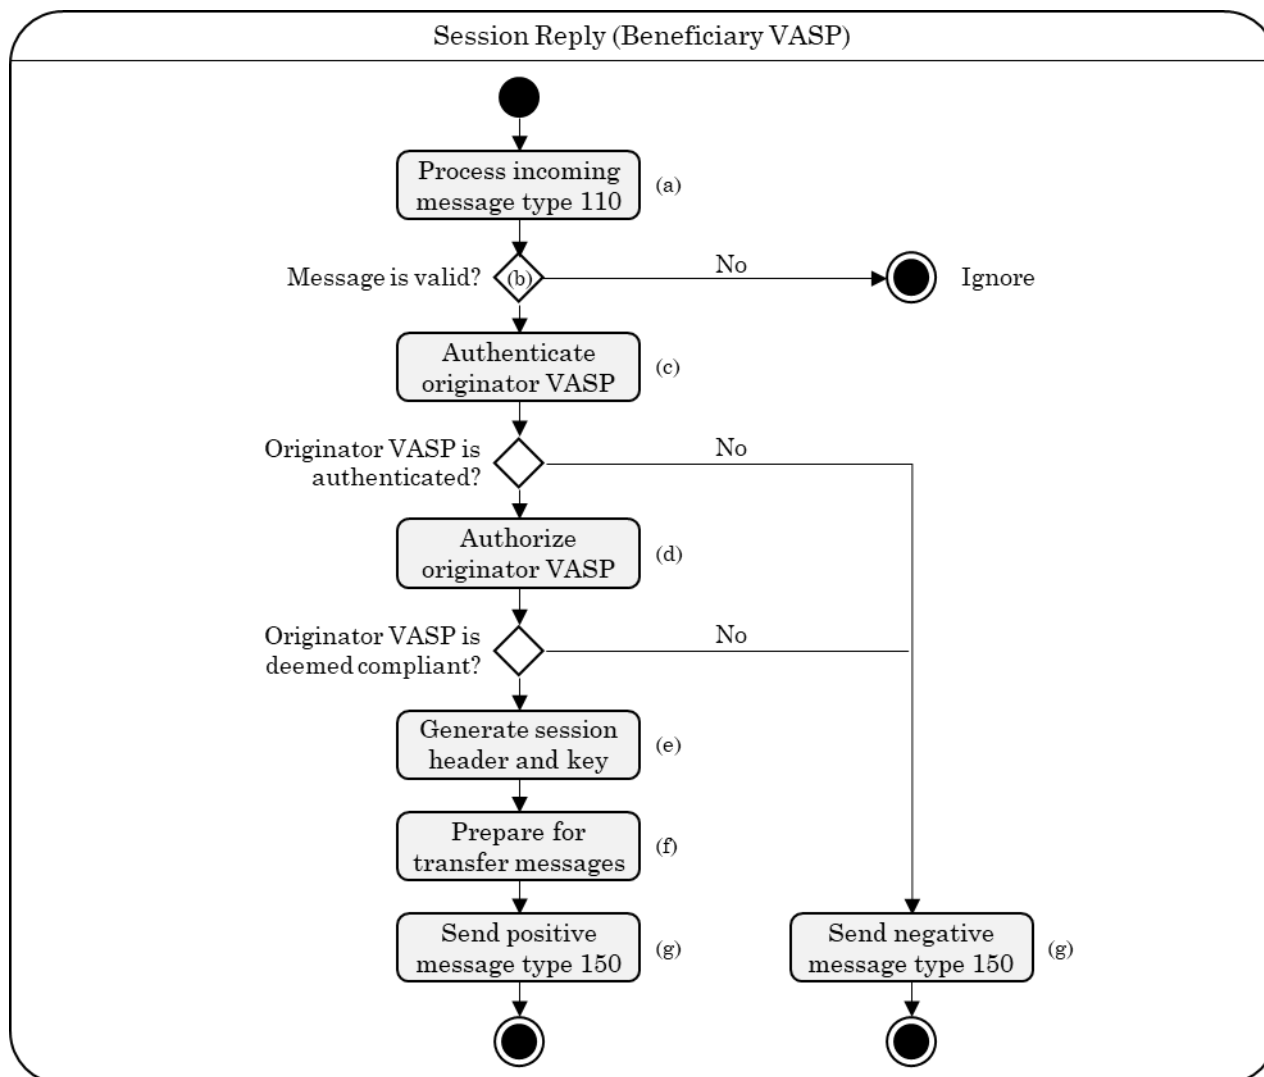 Session Reply (Beneficiary VASP)
Process incoming
message type 110
(a)
Message is valid?
(b)
No
Ignore
Authenticate
originator VASP
(c)
Originator VASP is
authenticated?
No
Authorize
originator VASP
(d)
Originator VASP is
deemed compliant?
No
Generate session
header and key
(e)
Prepare for
transfer messages
(f)
Send positive
message type 150
(g)
Send negative
message type 150
(g)